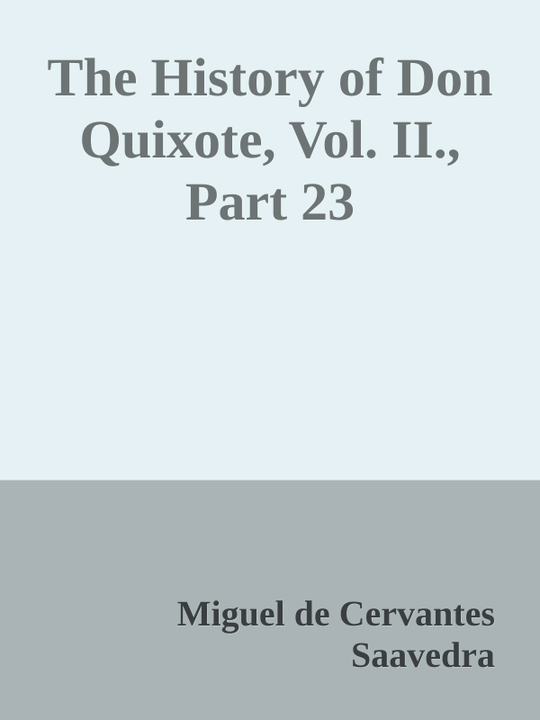 The History of Don
Quixote, Vol. II.,
Part 23
Miguel de Cervantes
Saavedra